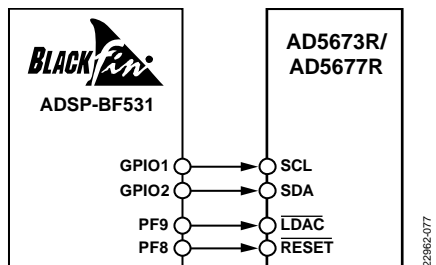 BLACKfin
ADSP-BF531
AD5673R/
AD5677R
GPIO1
SCL
GPIO2
SDA
PF9
LDAC
PF8
RESET
22962-077